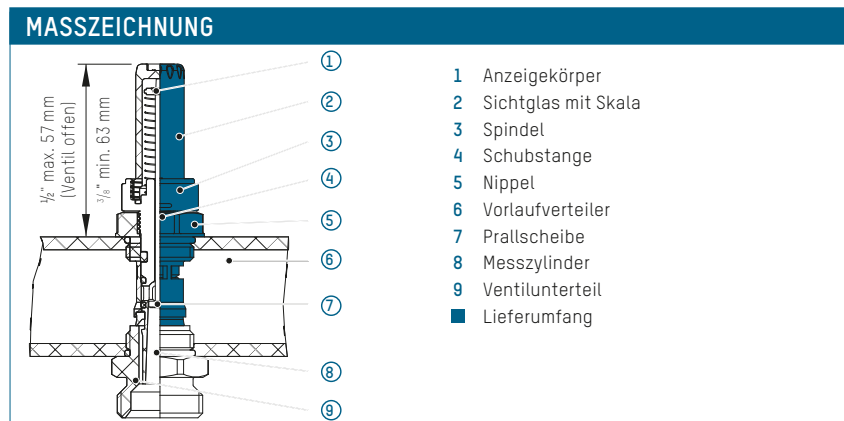 MASSZEICHNUNG
½" max. 57 mm
(Ventil offen)
³/₈" min. 63 mm
1
2
3
4
5
6
7
8
9
1 Anzeigekörper
2 Sichtglas mit Skala
3 Spindel
4 Schubstange
5 Nippel
6 Vorlaufverteiler
7 Prallscheibe
8 Messzylinder
9 Ventilunterteil
Lieferumfang